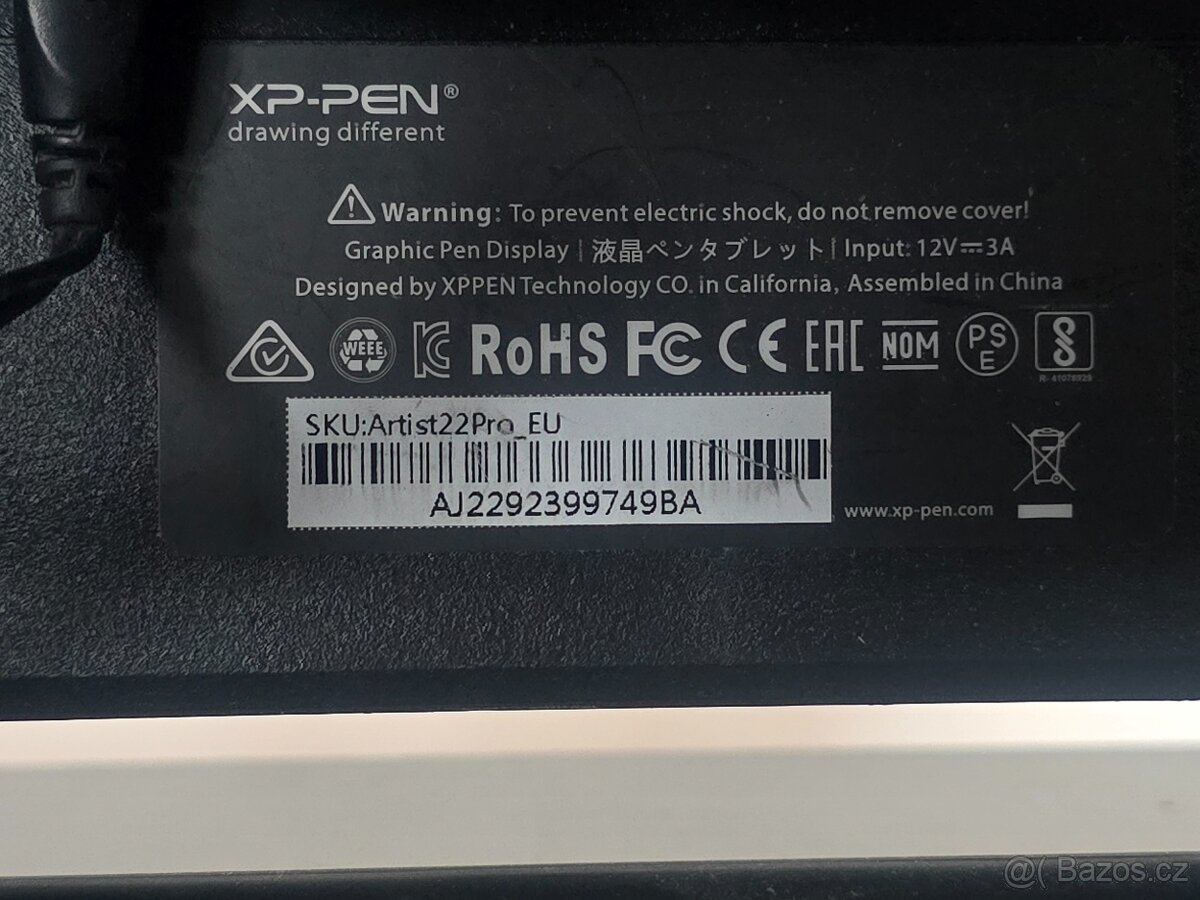 XP-PEN®
drawing different
Warning: To prevent electric shock, do not remove cover!
Graphic Pen Display | 液晶ペンタブレット | Input: 12V⎓3A
Designed by XPPEN Technology CO. in California, Assembled in China
WEEE RoHS FC CE EAC NOM PSE
R- 41078929
SKU:Artist22Pro_EU
AJ2292399749BA
www.xp-pen.com
@( Bazos.cz